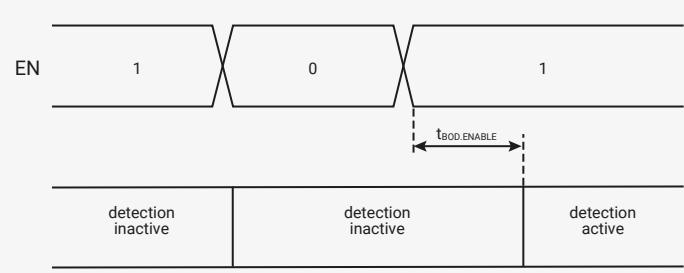 EN
1
0
1
tBOD.ENABLE
detection
inactive
detection
inactive
detection
active